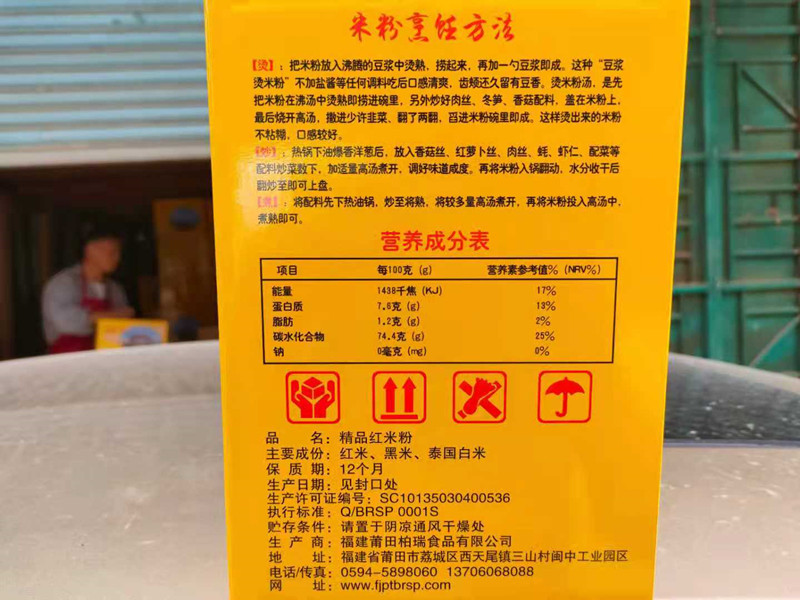 米粉烹饪方法
【烫】：把米粉放入沸腾的豆浆中烫熟，捞起来，再加一勺豆浆即成。这种“豆浆
烫米粉”不加盐酱等任何调料吃后口感清爽，齿颊还久留有豆香。烫米粉汤，是先
把米粉在沸汤中烫熟即捞进碗里，另外炒好肉丝、冬笋、香菇配料，盖在米粉上，
最后烧开高汤，撒进少许韭菜、翻了两翻，舀进米粉碗里即成。这样烫出来的米粉
不粘糊，口感较好。
【炒】：热锅下油爆香洋葱后，放入香菇丝、红萝卜丝、肉丝、蚝、虾仁、配菜等
配料炒菜数下，加适量高汤煮开，调好味道咸度。再将米粉入锅翻动，水分收干后
翻炒至即可上盘。
【煮】：将配料先下热油锅，炒至将熟，将较多量高汤煮开，再将米粉投入高汤中，
煮熟即可。
营养成分表
项目 每100克（g） 营养素参考值%（NRV%）
能量 1438千焦（KJ） 17%
蛋白质 7.6克（g） 13%
脂肪 1.2克（g） 2%
碳水化合物 74.4克（g） 25%
钠 0毫克（mg） 0%
品 名：精品红米粉
主要成份：红米、黑米、泰国白米
保 质 期：12个月
生产日期：见封口处
生产许可证编号：SC10135030400536
执行标准：Q/BRSP 0001S
贮存条件：请置于阴凉通风干燥处
生 产 商：福建莆田柏瑞食品有限公司
地 址：福建省莆田市荔城区西天尾镇三山村闽中工业园区
电话/传真：0594-5898060 13706068088
网 址：www.fjptbrsp.com